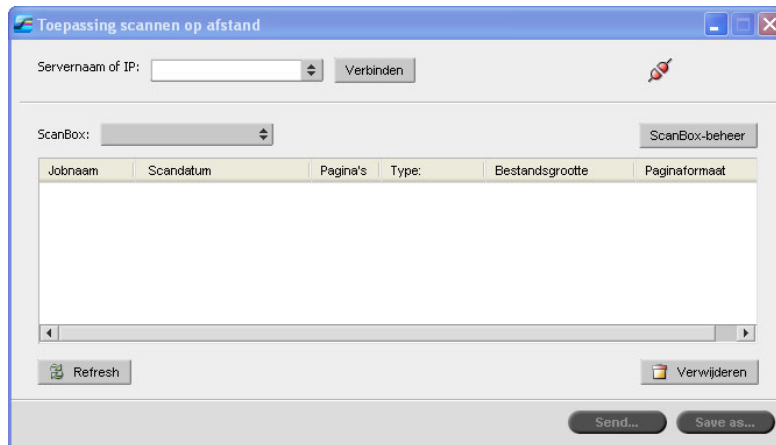 Toepassing scannen op afstand
Servernaam of IP:
Verbinden
ScanBox:
ScanBox-beheer
Jobnaam Scandatum Pagina's Type: Bestandsgrootte Paginaformaat
Refresh
Verwijderen
Send... Save as...